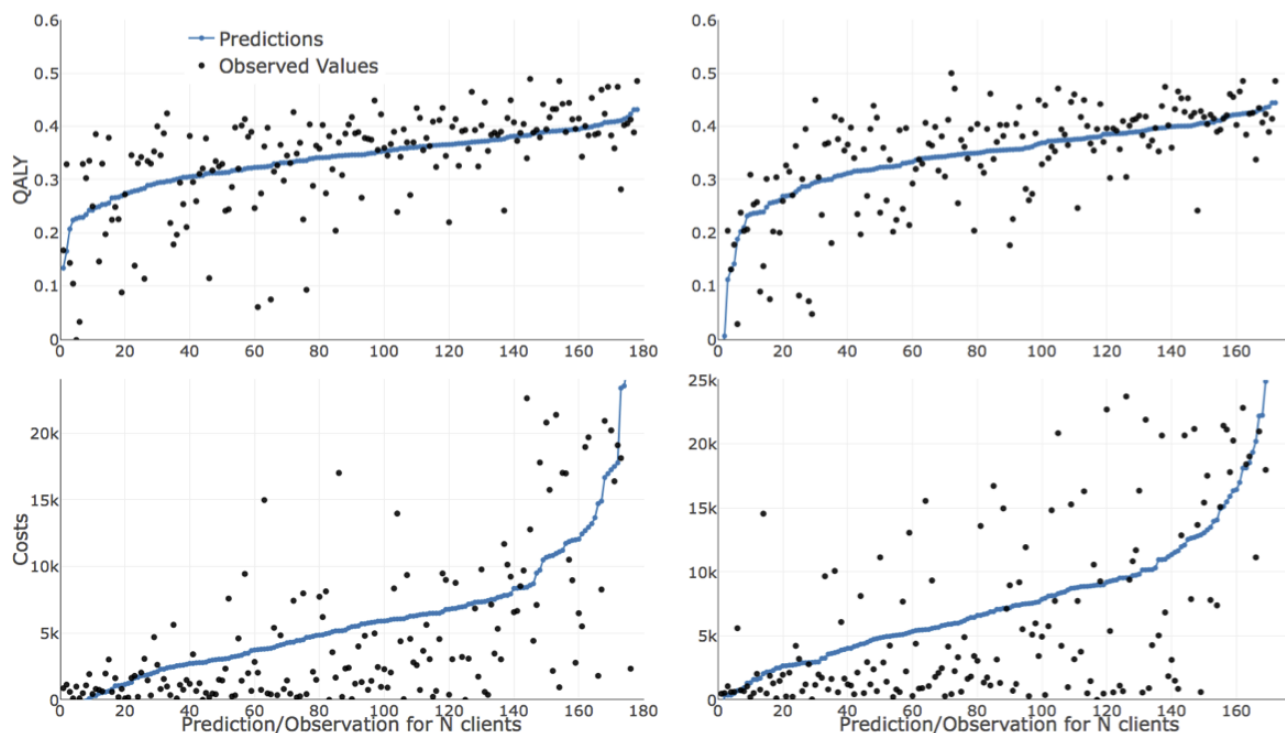 0.6
0.5
0.4
0.3
0.2
0.1
0
QALY
Predictions
Observed Values
0 20 40 60 80 100 120 140 160 180
0.6
0.5
0.4
0.3
0.2
0.1
0
0 20 40 60 80 100 120 140 160
20k
15k
10k
5k
0
Costs
0 20 40 60 80 100 120 140 160 180
Prediction/Observation for N clients
25k
20k
15k
10k
5k
0
0 20 40 60 80 100 120 140 160
Prediction/Observation for N clients